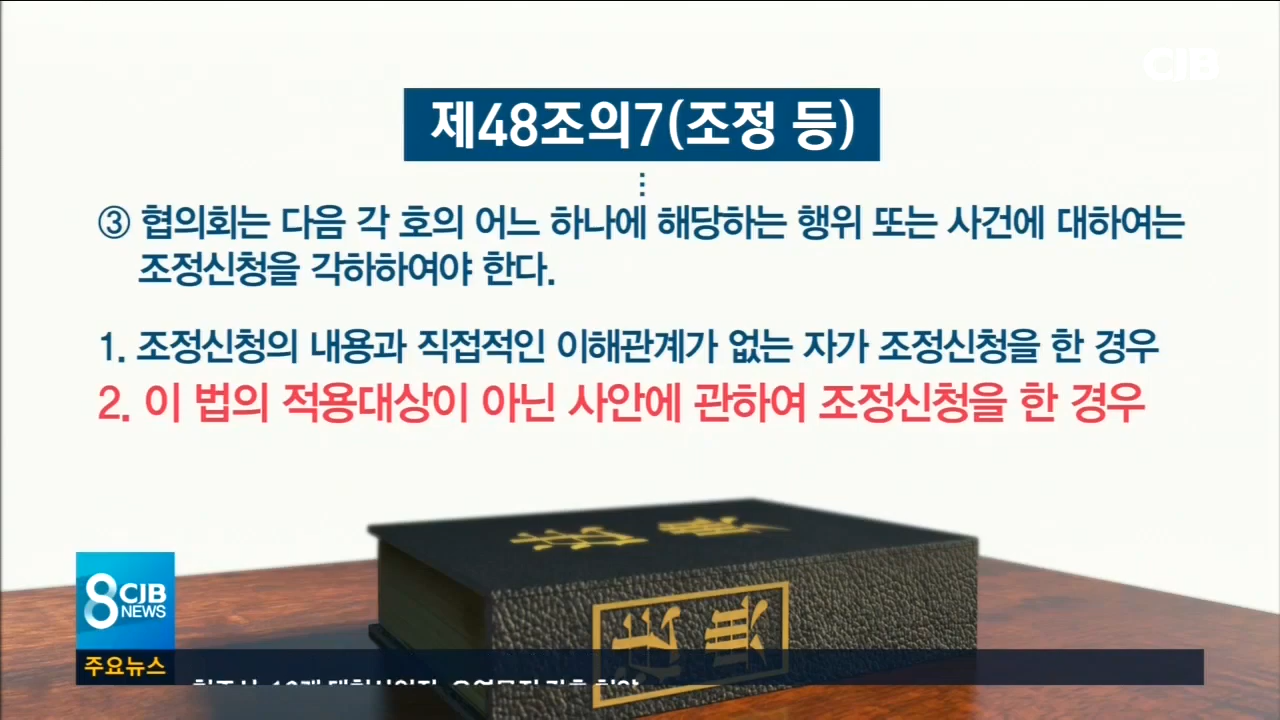 CJB
제48조의7(조정 등)
③ 협의회는 다음 각 호의 어느 하나에 해당하는 행위 또는 사건에 대하여는
조정신청을 각하하여야 한다.
1. 조정신청의 내용과 직접적인 이해관계가 없는 자가 조정신청을 한 경우
2. 이 법의 적용대상이 아닌 사안에 관하여 조정신청을 한 경우
8 CJB
NEWS
주요뉴스